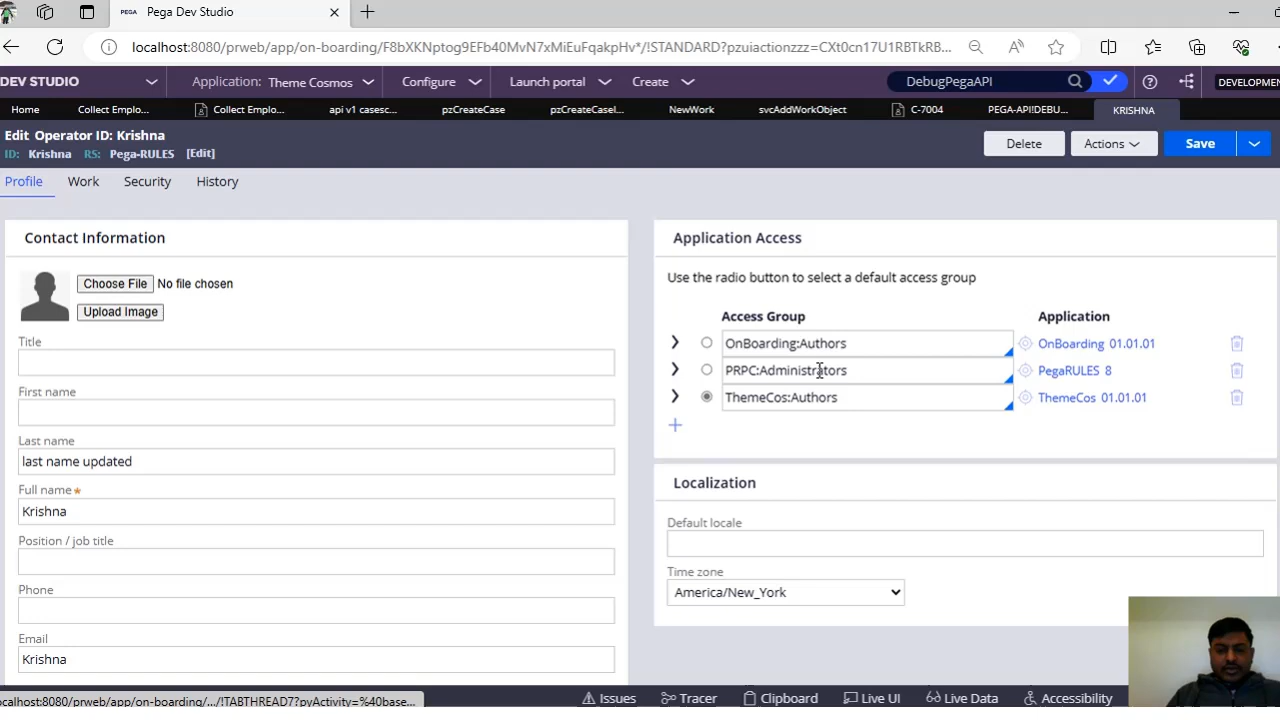 PEGA Pega Dev Studio
localhost:8080/prweb/app/on-boarding/F8bXKNptog9EFb40MvN7xMiEuFqakpHv*/!STANDARD?pzuiactionzzz=CXt0cn17U1RBTkRB...
DEV STUDIO Application: Theme Cosmos Configure Launch portal Create DebugPegaAPI DEVELOPMEN
Home Collect Emplo... Collect Emplo... api v1 casesc... pzCreateCase pzCreateCaseI... NewWork svcAddWorkObject C-7004 PEGA-API!DEBU... KRISHNA
Edit Operator ID: Krishna
ID: Krishna RS: Pega-RULES [Edit]
Delete Actions Save
Profile Work Security History
Contact Information
Choose File No file chosen
Upload Image
Title
First name
Last name
last name updated
Full name *
Krishna
Position / job title
Phone
Email
Krishna
Application Access
Use the radio button to select a default access group
Access Group Application
OnBoarding:Authors OnBoarding 01.01.01
PRPC:Administrators PegaRULES 8
ThemeCos:Authors ThemeCos 01.01.01
Localization
Default locale
Time zone
America/New_York
ocalhost:8080/prweb/app/on-boarding/.../!TABTHREAD7?pyActivity=%40base...
Issues Tracer Clipboard Live UI Live Data Accessibility